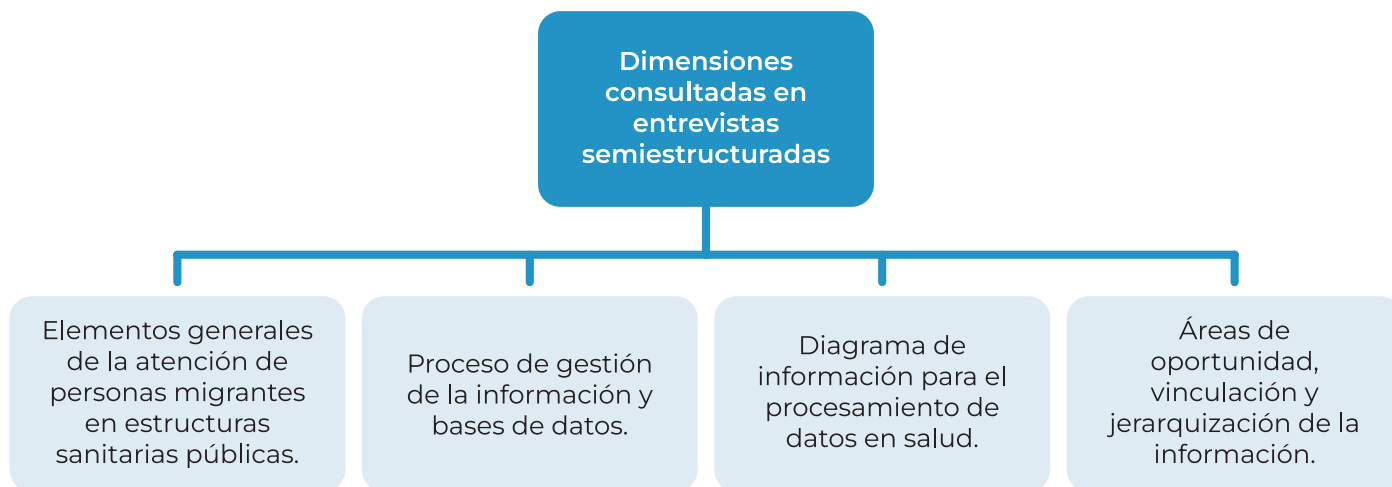 Dimensiones
consultadas en
entrevistas
semiestructuradas
Elementos generales
de la atención de
personas migrantes
en estructuras
sanitarias públicas.
Proceso de gestión
de la información y
bases de datos.
Diagrama de
información para el
procesamiento de
datos en salud.
Áreas de
oportunidad,
vinculación y
jerarquización de la
información.